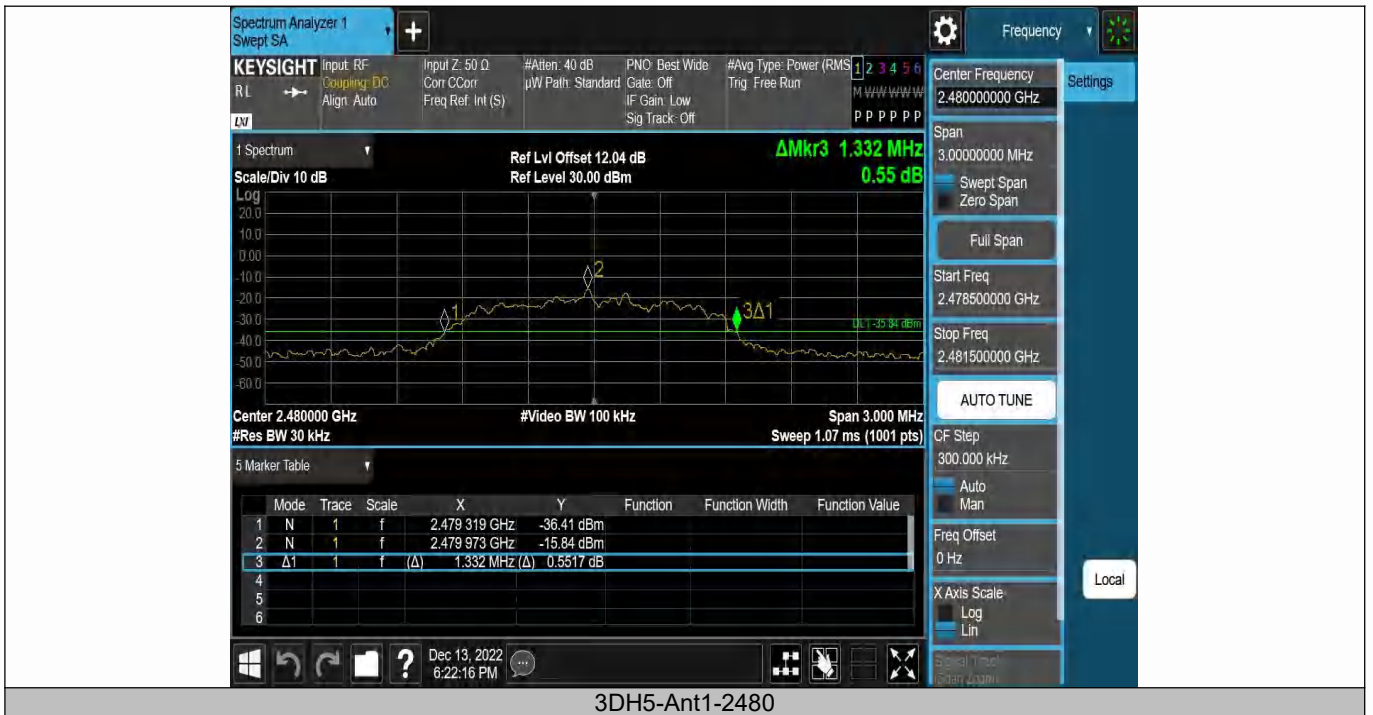 Spectrum Analyzer 1
Swept SA
+
Frequency
KEYSIGHT
RL
LXI
Input: RF
Coupling: DC
Align: Auto
Input Z: 50 Ω
Corr CCorr
Freq Ref: Int (S)
#Atten: 40 dB
µW Path: Standard
PNO: Best Wide
Gate: Off
IF Gain: Low
Sig Track: Off
#Avg Type: Power (RMS
Trig: Free Run
1 2 3 4 5 6
M W W W W W
P P P P P P
1 Spectrum
Scale/Div 10 dB
Log
Ref Lvl Offset 12.04 dB
Ref Level 30.00 dBm
ΔMkr3 1.332 MHz
0.55 dB
20.0
10.0
0.00
-10.0
-20.0
-30.0
-40.0
-50.0
-60.0
1
2
3Δ1
DL1 -35.84 dBm
Center 2.480000 GHz
#Video BW 100 kHz
Span 3.000 MHz
#Res BW 30 kHz
Sweep 1.07 ms (1001 pts)
5 Marker Table
Mode Trace Scale X Y Function Function Width Function Value
1 N 1 f 2.479 319 GHz -36.41 dBm
2 N 1 f 2.479 973 GHz -15.84 dBm
3 Δ1 1 f (Δ) 1.332 MHz (Δ) 0.5517 dB
4
5
6
Dec 13, 2022
6:22:16 PM
Center Frequency
2.480000000 GHz
Settings
Span
3.00000000 MHz
Swept Span
Zero Span
Full Span
Start Freq
2.478500000 GHz
Stop Freq
2.481500000 GHz
AUTO TUNE
CF Step
300.000 kHz
Auto
Man
Freq Offset
0 Hz
X Axis Scale
Log
Lin
Signal Track
(Span Zoom)
Local
3DH5-Ant1-2480